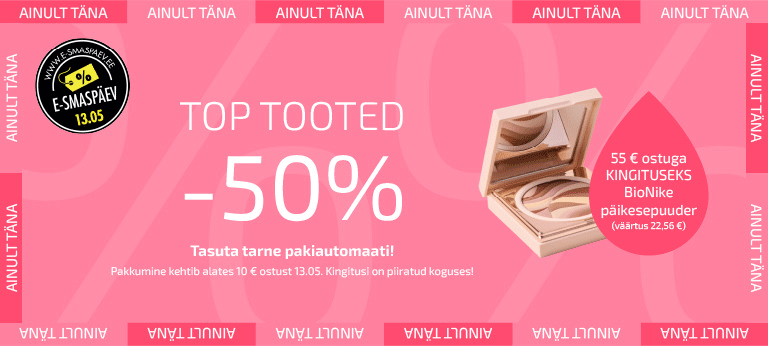 AINULT TÄNA AINULT TÄNA AINULT TÄNA AINULT TÄNA AINULT TÄNA AINULT TÄNA
AINULT TÄNA
AINULT TÄNA
WWW.E-SMASPAEV.EE
%
E-SMASPÄEV
13.05
TOP TOOTED
-50%
Tasuta tarne pakiautomaati!
Pakkumine kehtib alates 10 € ostust 13.05. Kingitusi on piiratud koguses!
55 € ostuga
KINGITUSEKS
BioNike
päikesepuuder
(väärtus 22,56 €)
AINULT TÄNA
AINULT TÄNA
AINULT TÄNA AINULT TÄNA AINULT TÄNA AINULT TÄNA AINULT TÄNA AINULT TÄNA